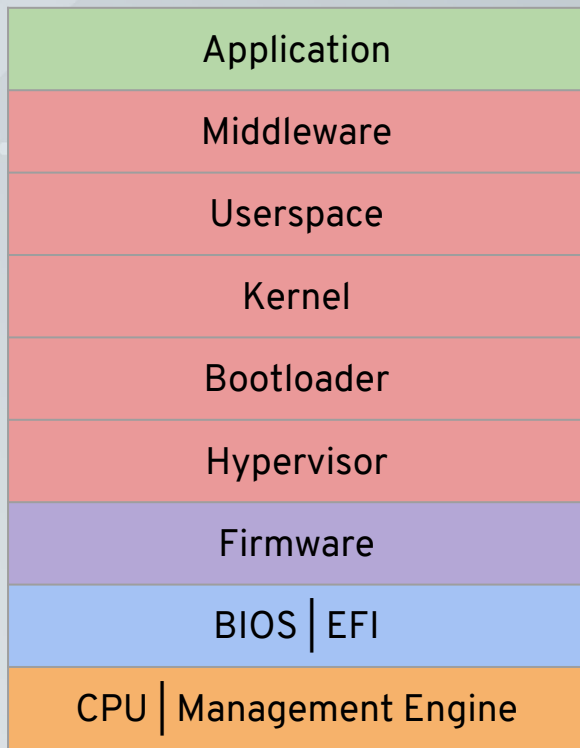 Application
Middleware
Userspace
Kernel
Bootloader
Hypervisor
Firmware
BIOS | EFI
CPU | Management Engine